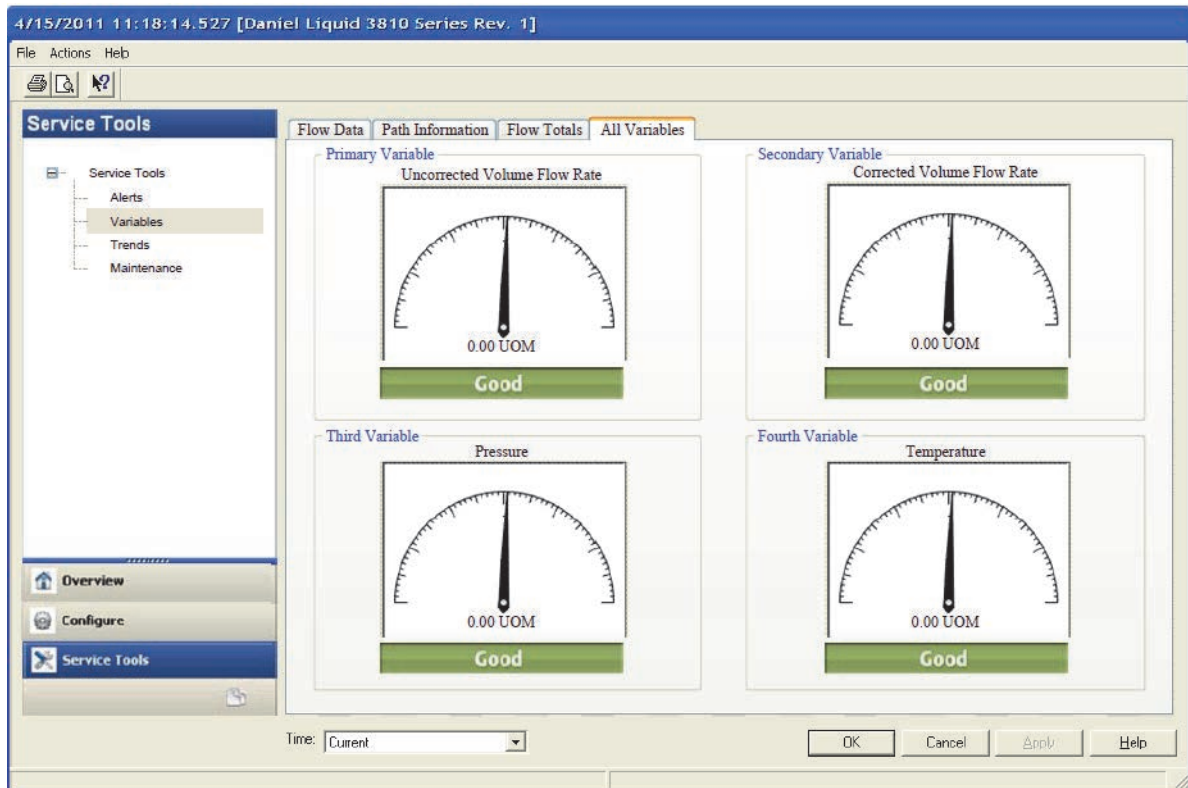 4/15/2011 11:18:14.527 [Daniel Liquid 3810 Series Rev. 1]
File Actions Help
Service Tools
Service Tools
Alerts
Variables
Trends
Maintenance
Overview
Configure
Service Tools
Flow Data Path Information Flow Totals All Variables
Primary Variable
Uncorrected Volume Flow Rate
0.00 UOM
Good
Secondary Variable
Corrected Volume Flow Rate
0.00 UOM
Good
Third Variable
Pressure
0.00 UOM
Good
Fourth Variable
Temperature
0.00 UOM
Good
Time: Current
OK Cancel Apply Help